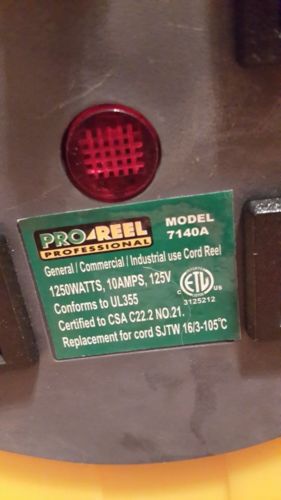 PRO REEL
PROFESSIONAL
MODEL
7140A
General / Commercial / Industrial use Cord Reel
1250WATTS, 10AMPS, 125V
Conforms to UL355
Certified to CSA C22.2 NO.21.
Replacement for cord SJTW 16/3-105°C
C ETL US
3125212